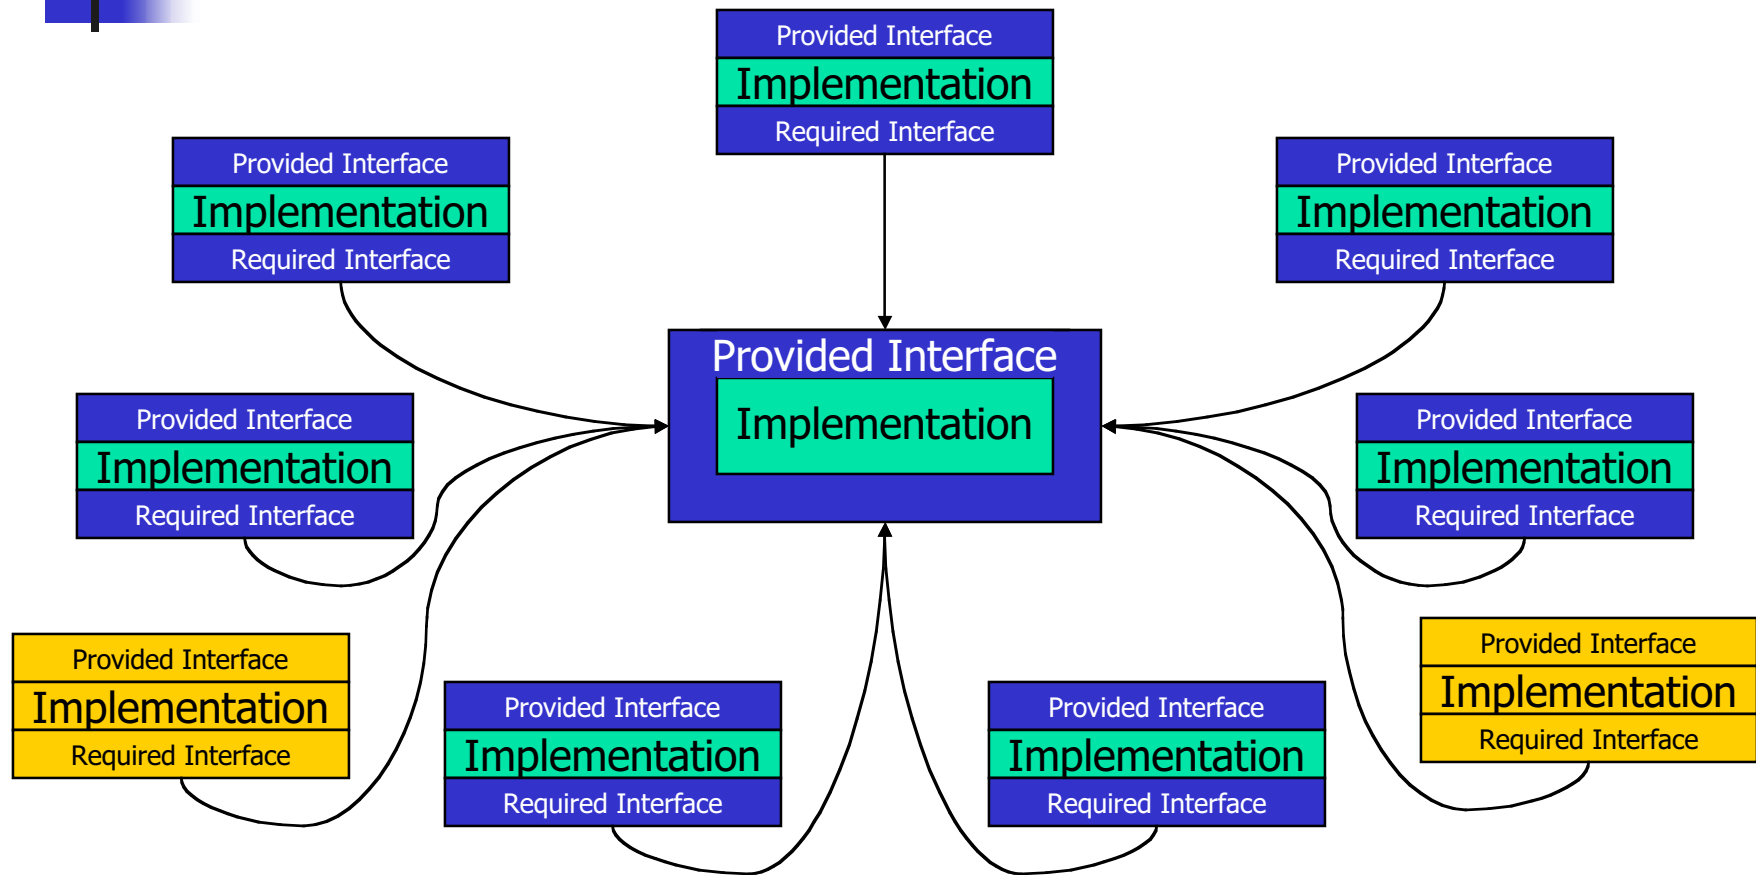 Provided Interface
Implementation
Required Interface
Provided Interface
Implementation
Required Interface
Provided Interface
Implementation
Required Interface
Provided Interface
Implementation
Provided Interface
Implementation
Required Interface
Provided Interface
Implementation
Required Interface
Provided Interface
Implementation
Required Interface
Provided Interface
Implementation
Required Interface
Provided Interface
Implementation
Required Interface
Provided Interface
Implementation
Required Interface